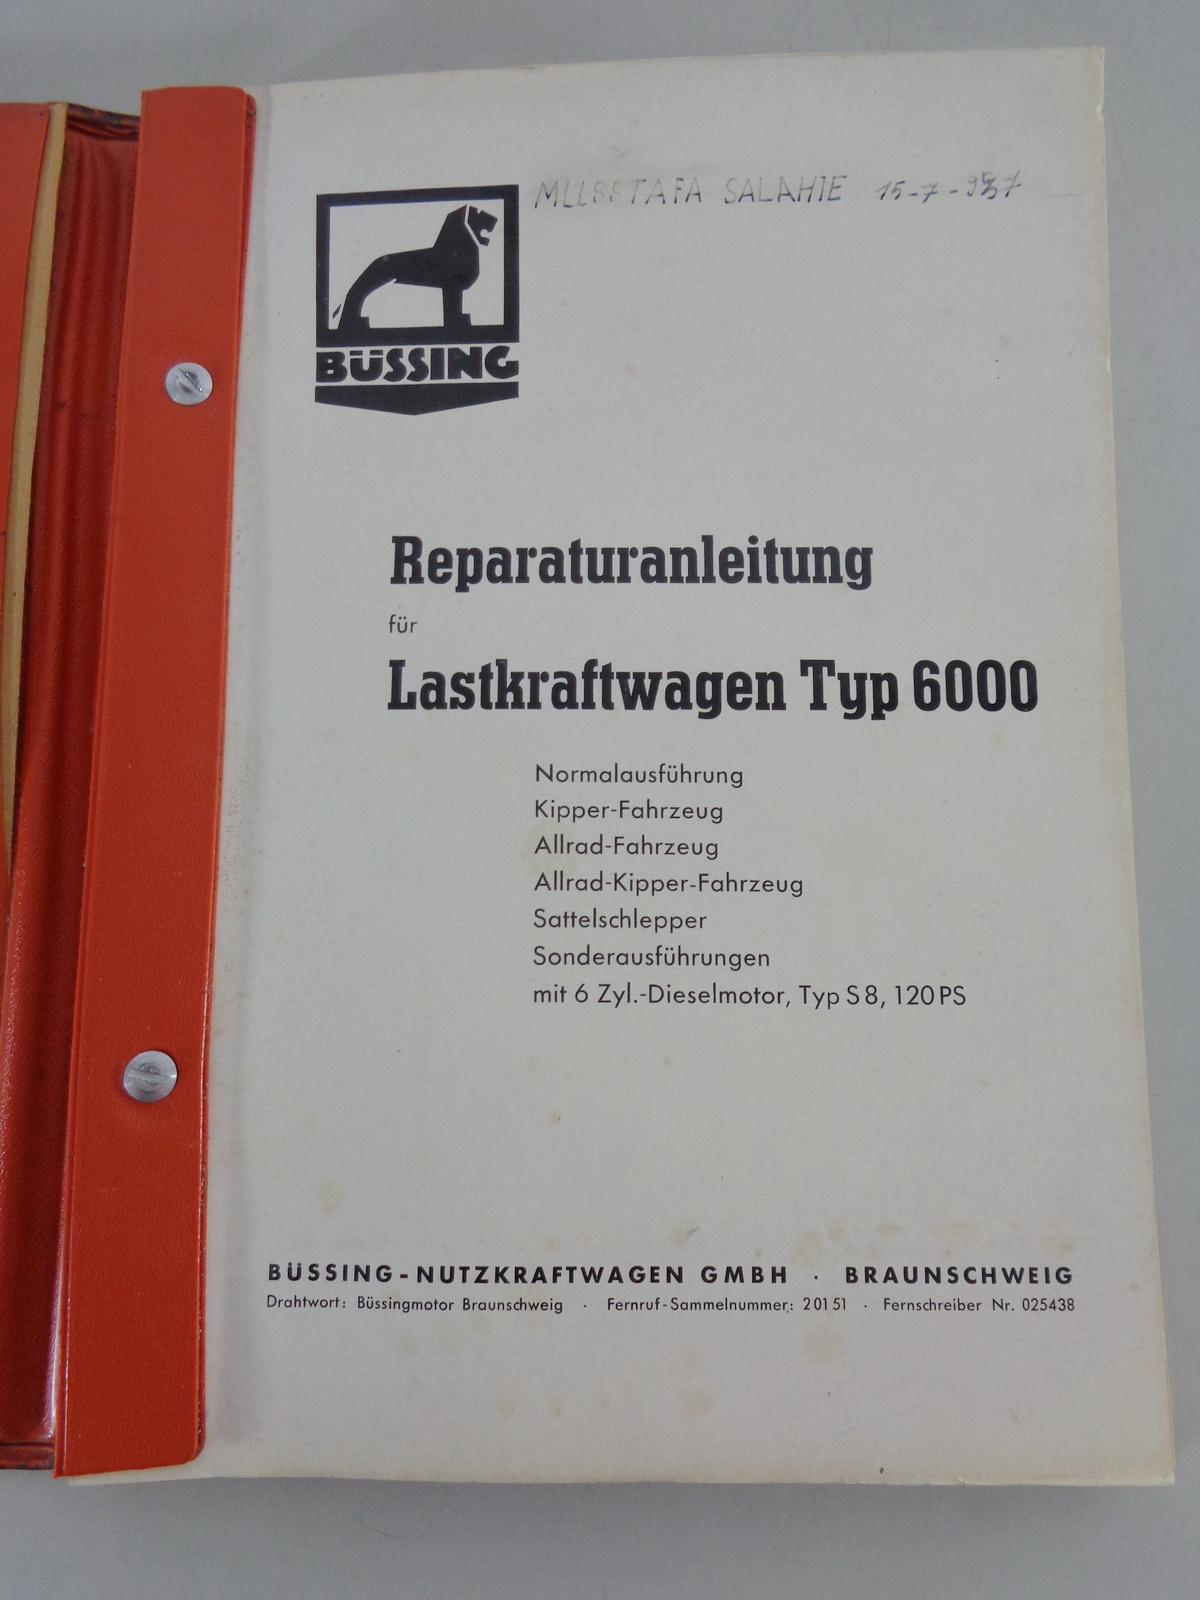 MUSSTAFA SALAHIE 15-7-957
BÜSSING
Reparaturanleitung
für
Lastkraftwagen Typ 6000
Normalausführung
Kipper-Fahrzeug
Allrad-Fahrzeug
Allrad-Kipper-Fahrzeug
Sattelschlepper
Sonderausführungen
mit 6 Zyl.-Dieselmotor, Typ S 8, 120 PS
BÜSSING-NUTZKRAFTWAGEN GMBH · BRAUNSCHWEIG
Drahtwort: Büssingmotor Braunschweig · Fernruf-Sammelnummer: 20151 · Fernschreiber Nr. 025438